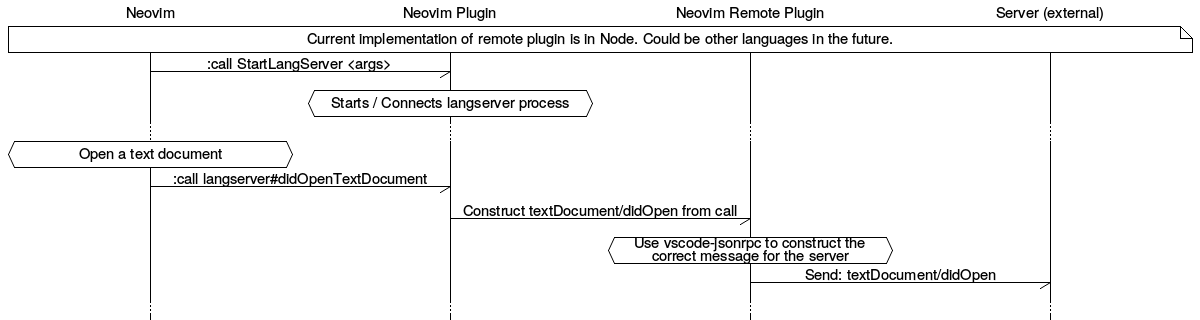 Neovim
Neovim Plugin
Neovim Remote Plugin
Server (external)
Current implementation of remote plugin is in Node. Could be other languages in the future.
:call StartLangServer <args>
Starts / Connects langserver process
Open a text document
:call langserver#didOpenTextDocument
Construct textDocument/didOpen from call
Use vscode-jsonrpc to construct the
correct message for the server
Send: textDocument/didOpen